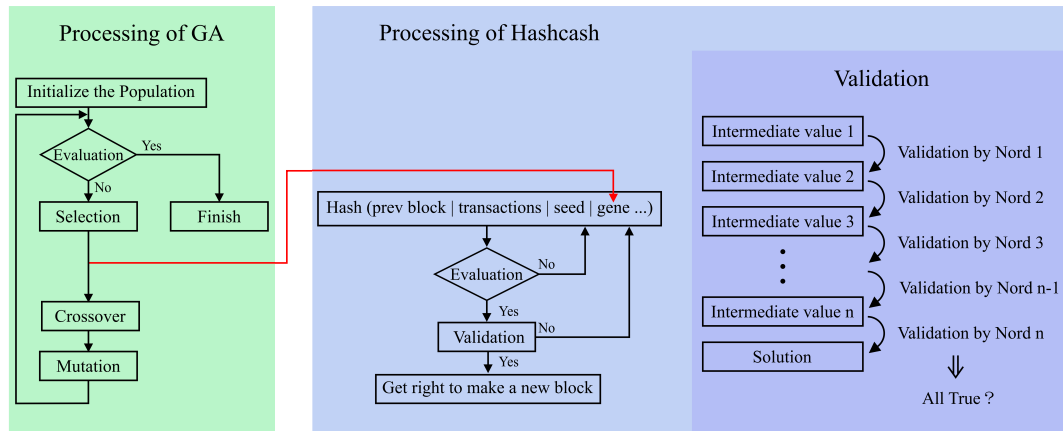 Processing of GA
Initialize the Population
Evaluation
Yes
No
Selection
Finish
Crossover
Mutation
Processing of Hashcash
Hash (prev block | transactions | seed | gene ...)
Evaluation
No
Yes
Validation
No
Yes
Get right to make a new block
Validation
Intermediate value 1
Validation by Nord 1
Intermediate value 2
Validation by Nord 2
Intermediate value 3
Validation by Nord 3
Validation by Nord n-1
Intermediate value n
Validation by Nord n
Solution
All True ?